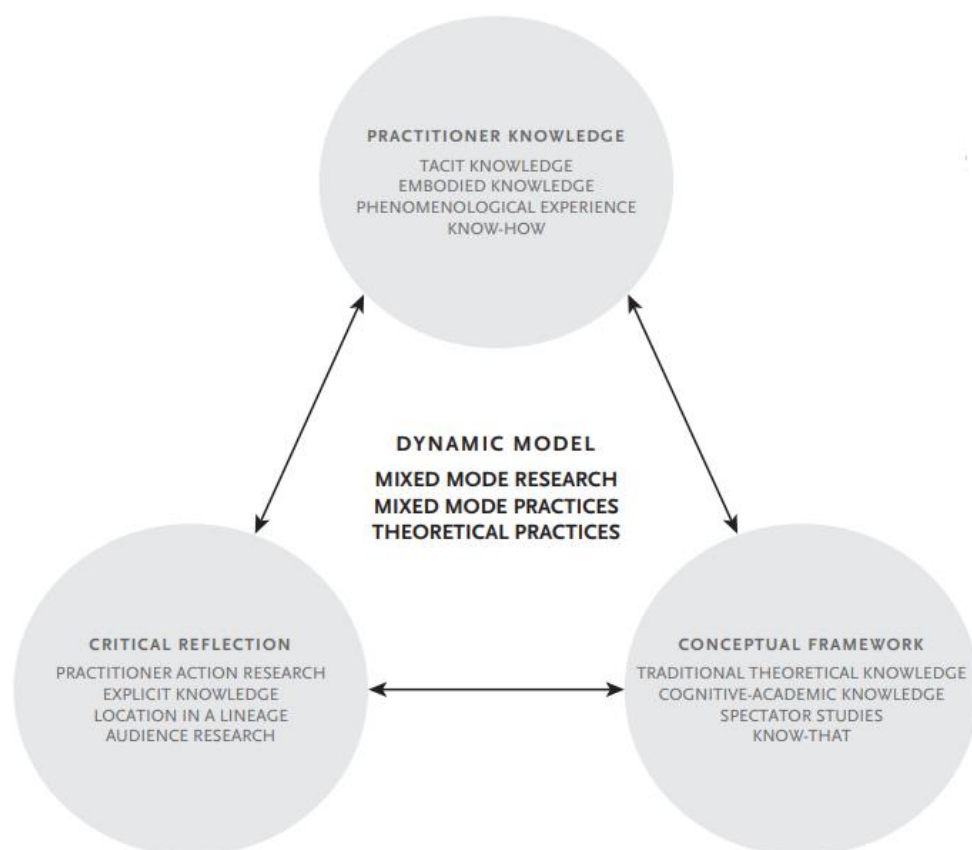 PRACTITIONER KNOWLEDGE
TACIT KNOWLEDGE
EMBODIED KNOWLEDGE
PHENOMENOLOGICAL EXPERIENCE
KNOW-HOW
DYNAMIC MODEL
MIXED MODE RESEARCH
MIXED MODE PRACTICES
THEORETICAL PRACTICES
CRITICAL REFLECTION
PRACTITIONER ACTION RESEARCH
EXPLICIT KNOWLEDGE
LOCATION IN A LINEAGE
AUDIENCE RESEARCH
CONCEPTUAL FRAMEWORK
TRADITIONAL THEORETICAL KNOWLEDGE
COGNITIVE-ACADEMIC KNOWLEDGE
SPECTATOR STUDIES
KNOW-THAT